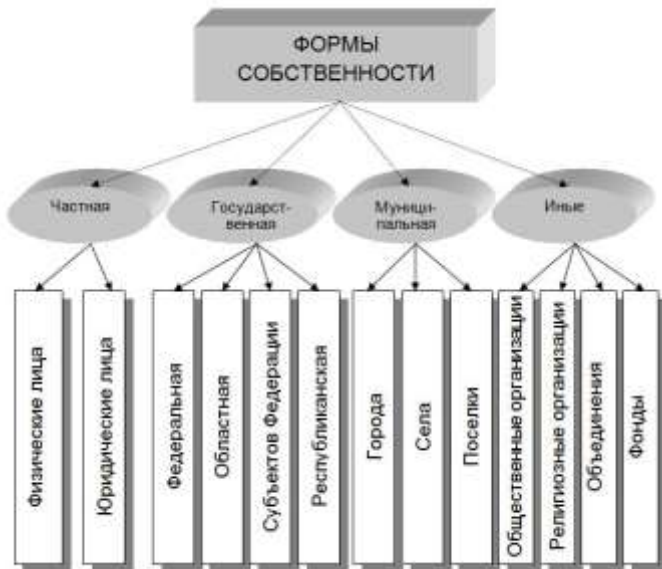 ФОРМЫ
СОБСТВЕННОСТИ
Частная
Государст-
венная
Муници-
пальная
Иные
Физические лица
Юридические лица
Федеральная
Областная
Субъектов Федерации
Республиканская
Города
Села
Поселки
Общественные организации
Религиозные организации
Объединения
Фонды